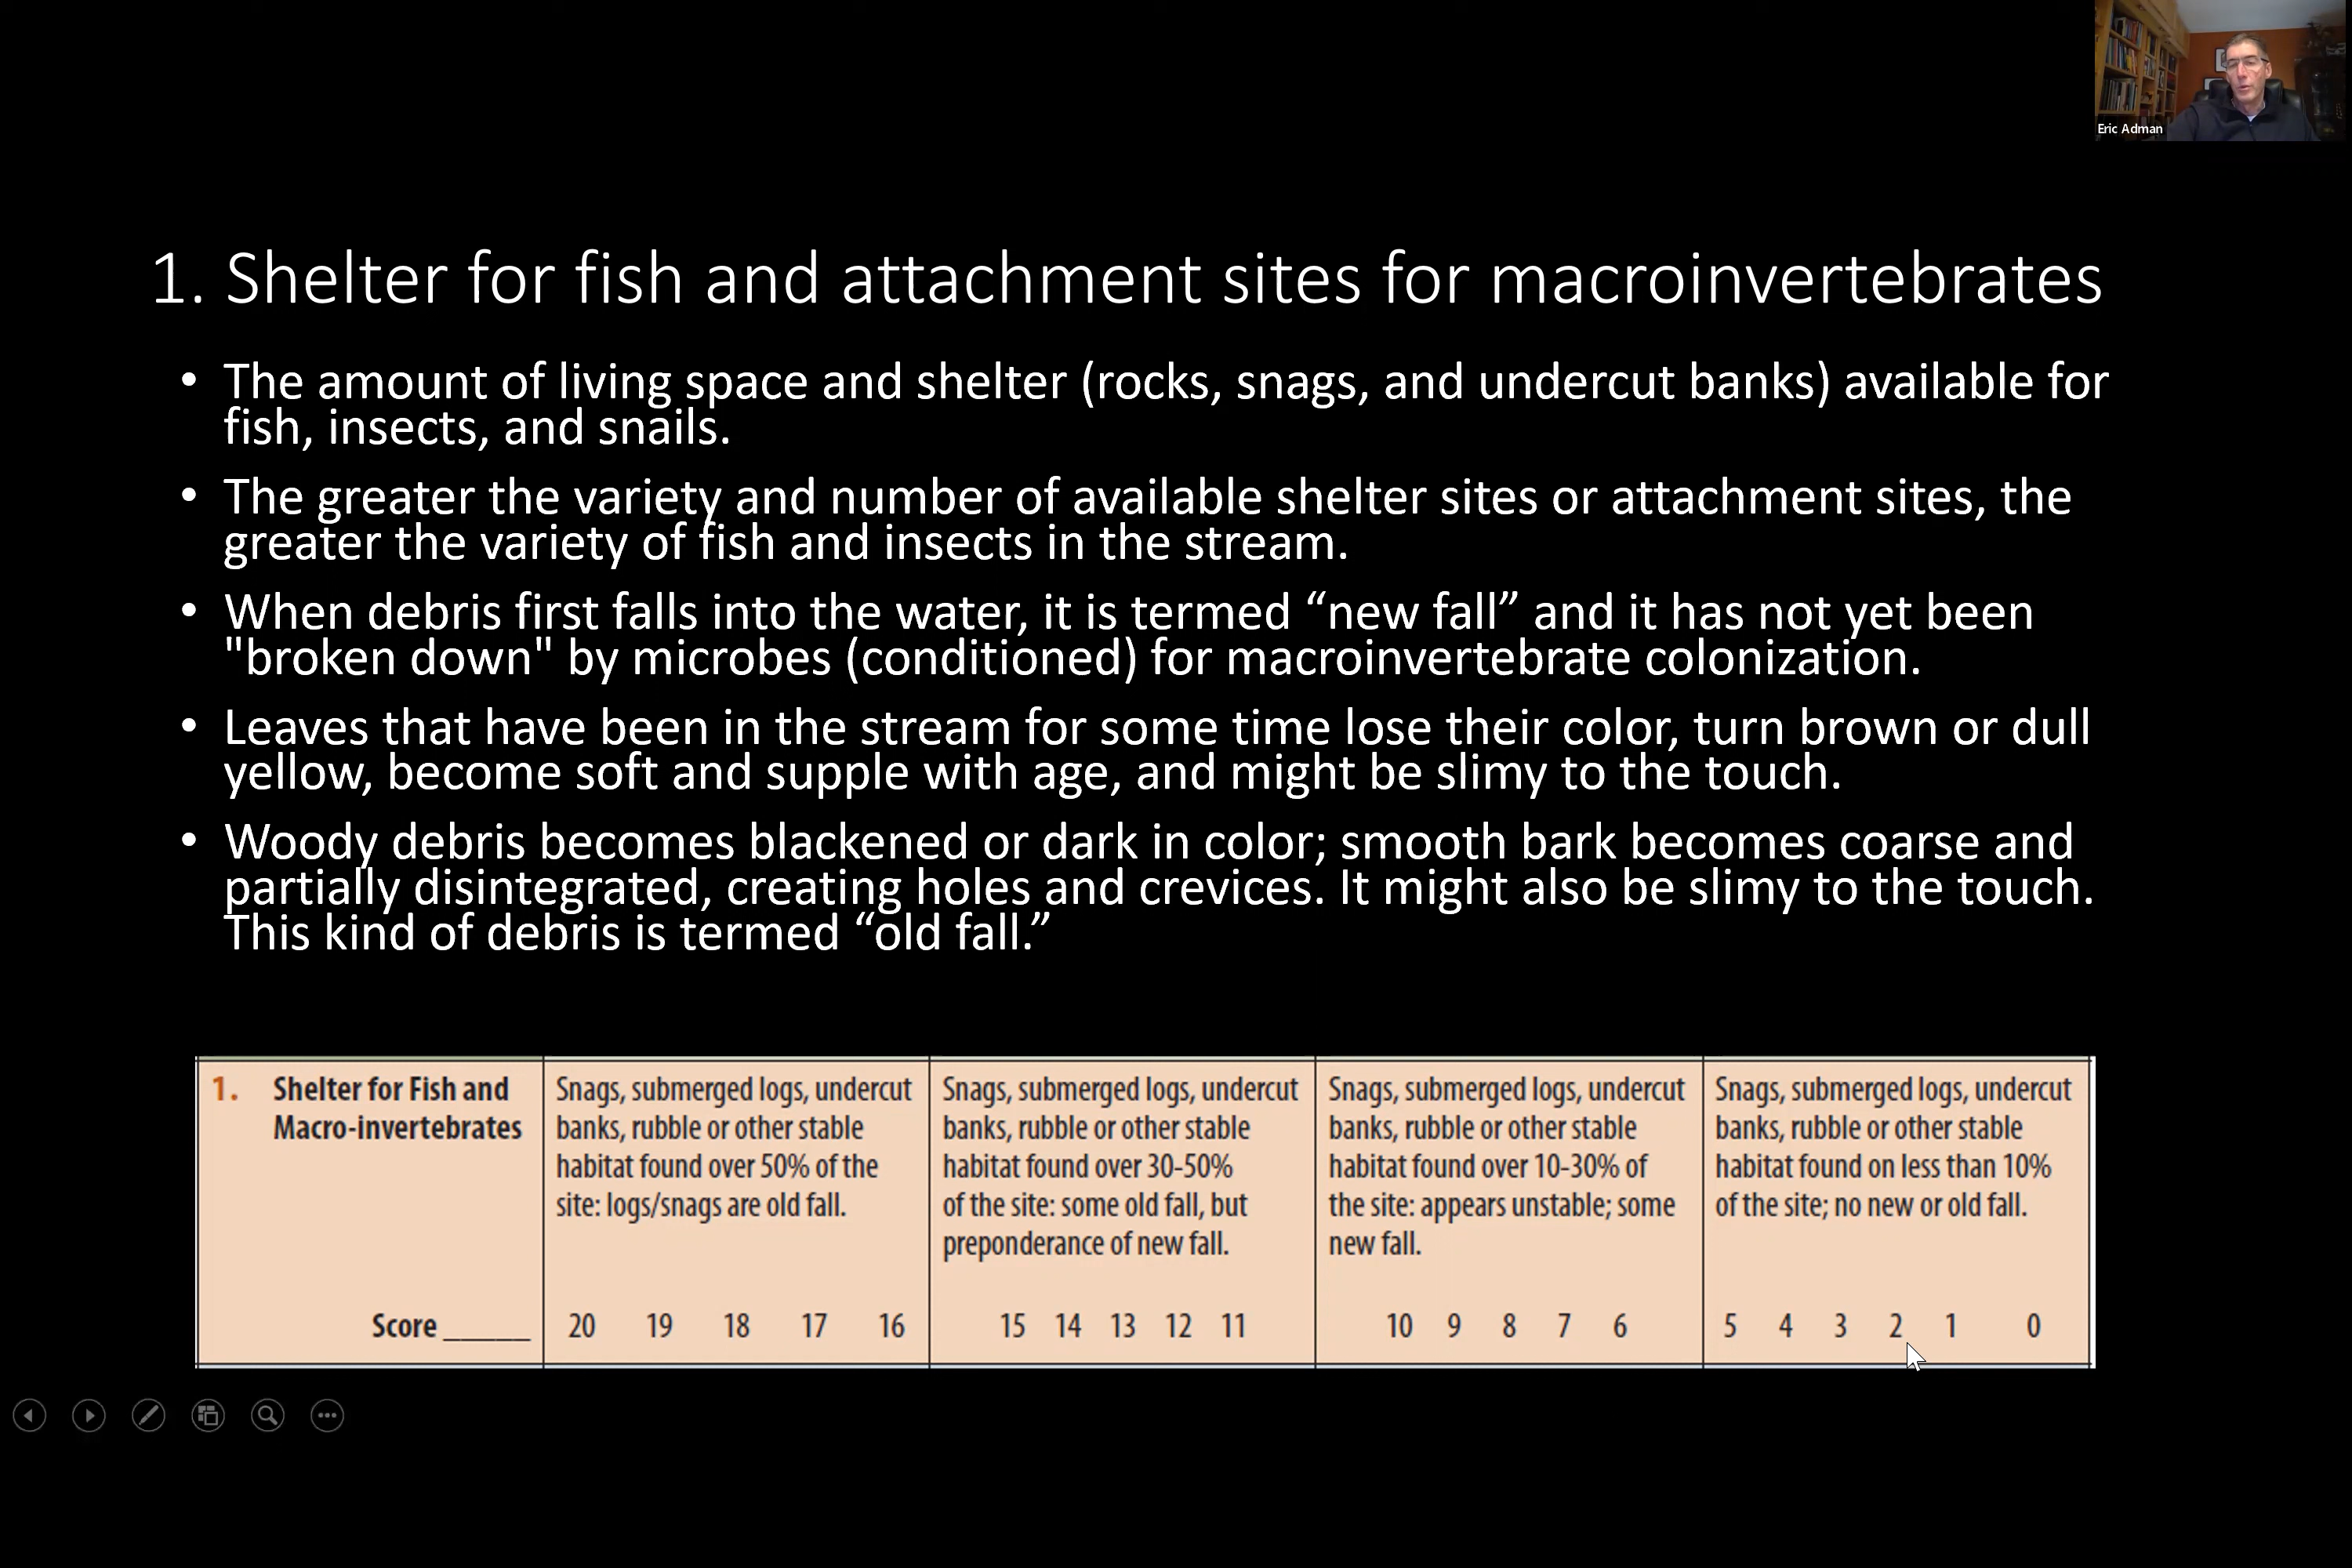 Eric Adman
1. Shelter for fish and attachment sites for macroinvertebrates
• The amount of living space and shelter (rocks, snags, and undercut banks) available for
fish, insects, and snails.
• The greater the variety and number of available shelter sites or attachment sites, the
greater the variety of fish and insects in the stream.
• When debris first falls into the water, it is termed “new fall” and it has not yet been
"broken down" by microbes (conditioned) for macroinvertebrate colonization.
• Leaves that have been in the stream for some time lose their color, turn brown or dull
yellow, become soft and supple with age, and might be slimy to the touch.
• Woody debris becomes blackened or dark in color; smooth bark becomes coarse and
partially disintegrated, creating holes and crevices. It might also be slimy to the touch.
This kind of debris is termed “old fall.”
1. Shelter for Fish and
Macro-invertebrates
Score _____
Snags, submerged logs, undercut
banks, rubble or other stable
habitat found over 50% of the
site: logs/snags are old fall.
20 19 18 17 16
Snags, submerged logs, undercut
banks, rubble or other stable
habitat found over 30-50%
of the site: some old fall, but
preponderance of new fall.
15 14 13 12 11
Snags, submerged logs, undercut
banks, rubble or other stable
habitat found over 10-30% of
the site: appears unstable; some
new fall.
10 9 8 7 6
Snags, submerged logs, undercut
banks, rubble or other stable
habitat found on less than 10%
of the site; no new or old fall.
5 4 3 2 1 0